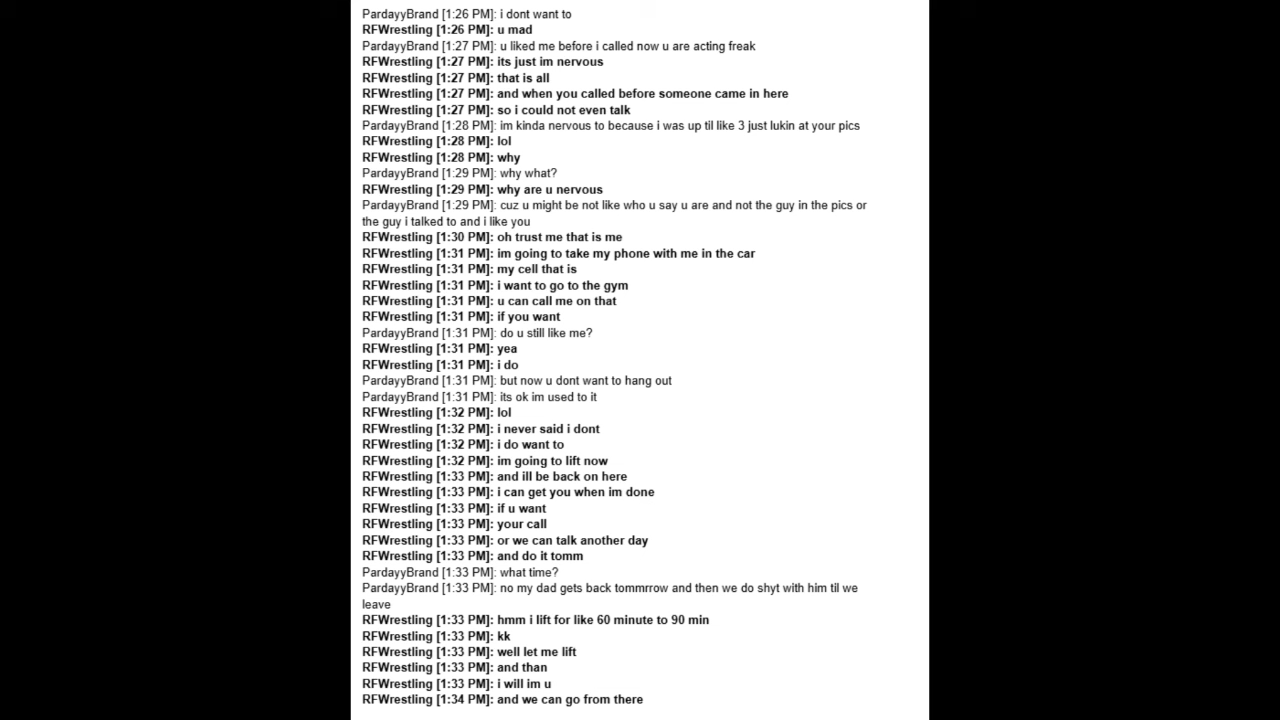 PardayyBrand [1:26 PM]: i dont want to
RFWrestling [1:26 PM]: u mad
PardayyBrand [1:27 PM]: u liked me before i called now u are acting freak
RFWrestling [1:27 PM]: its just im nervous
RFWrestling [1:27 PM]: that is all
RFWrestling [1:27 PM]: and when you called before someone came in here
RFWrestling [1:27 PM]: so i could not even talk
PardayyBrand [1:28 PM]: im kinda nervous to because i was up til like 3 just lukin at your pics
RFWrestling [1:28 PM]: lol
RFWrestling [1:28 PM]: why
PardayyBrand [1:29 PM]: why what?
RFWrestling [1:29 PM]: why are u nervous
PardayyBrand [1:29 PM]: cuz u might be not like who u say u are and not the guy in the pics or
the guy i talked to and i like you
RFWrestling [1:30 PM]: oh trust me that is me
RFWrestling [1:31 PM]: im going to take my phone with me in the car
RFWrestling [1:31 PM]: my cell that is
RFWrestling [1:31 PM]: i want to go to the gym
RFWrestling [1:31 PM]: u can call me on that
RFWrestling [1:31 PM]: if you want
PardayyBrand [1:31 PM]: do u still like me?
RFWrestling [1:31 PM]: yea
RFWrestling [1:31 PM]: i do
PardayyBrand [1:31 PM]: but now u dont want to hang out
PardayyBrand [1:31 PM]: its ok im used to it
RFWrestling [1:32 PM]: lol
RFWrestling [1:32 PM]: i never said i dont
RFWrestling [1:32 PM]: i do want to
RFWrestling [1:32 PM]: im going to lift now
RFWrestling [1:33 PM]: and ill be back on here
RFWrestling [1:33 PM]: i can get you when im done
RFWrestling [1:33 PM]: if u want
RFWrestling [1:33 PM]: your call
RFWrestling [1:33 PM]: or we can talk another day
RFWrestling [1:33 PM]: and do it tomm
PardayyBrand [1:33 PM]: what time?
PardayyBrand [1:33 PM]: no my dad gets back tommrrow and then we do shyt with him til we
leave
RFWrestling [1:33 PM]: hmm i lift for like 60 minute to 90 min
RFWrestling [1:33 PM]: kk
RFWrestling [1:33 PM]: well let me lift
RFWrestling [1:33 PM]: and than
RFWrestling [1:33 PM]: i will im u
RFWrestling [1:34 PM]: and we can go from there